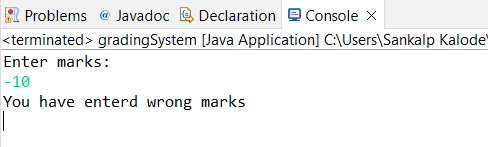 Problems @ Javadoc Declaration Console ×
<terminated> gradingSystem [Java Application] C:\Users\Sankalp Kalode\
Enter marks:
-10
You have enterd wrong marks